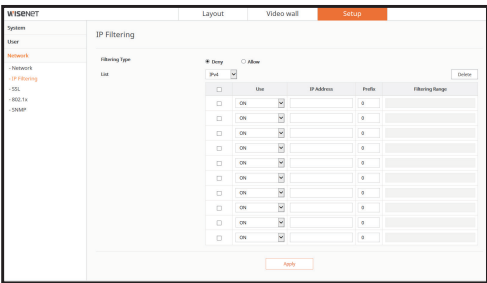 WISENET
Layout Video wall Setup
System
User
Network
- Network
- IP Filtering
- SSL
- 802.1x
- SNMP
IP Filtering
Filtering Type Deny Allow
List IPv4 Delete
Use IP Address Prefix Filtering Range
ON 0
ON 0
ON 0
ON 0
ON 0
ON 0
ON 0
ON 0
ON 0
ON 0
Apply